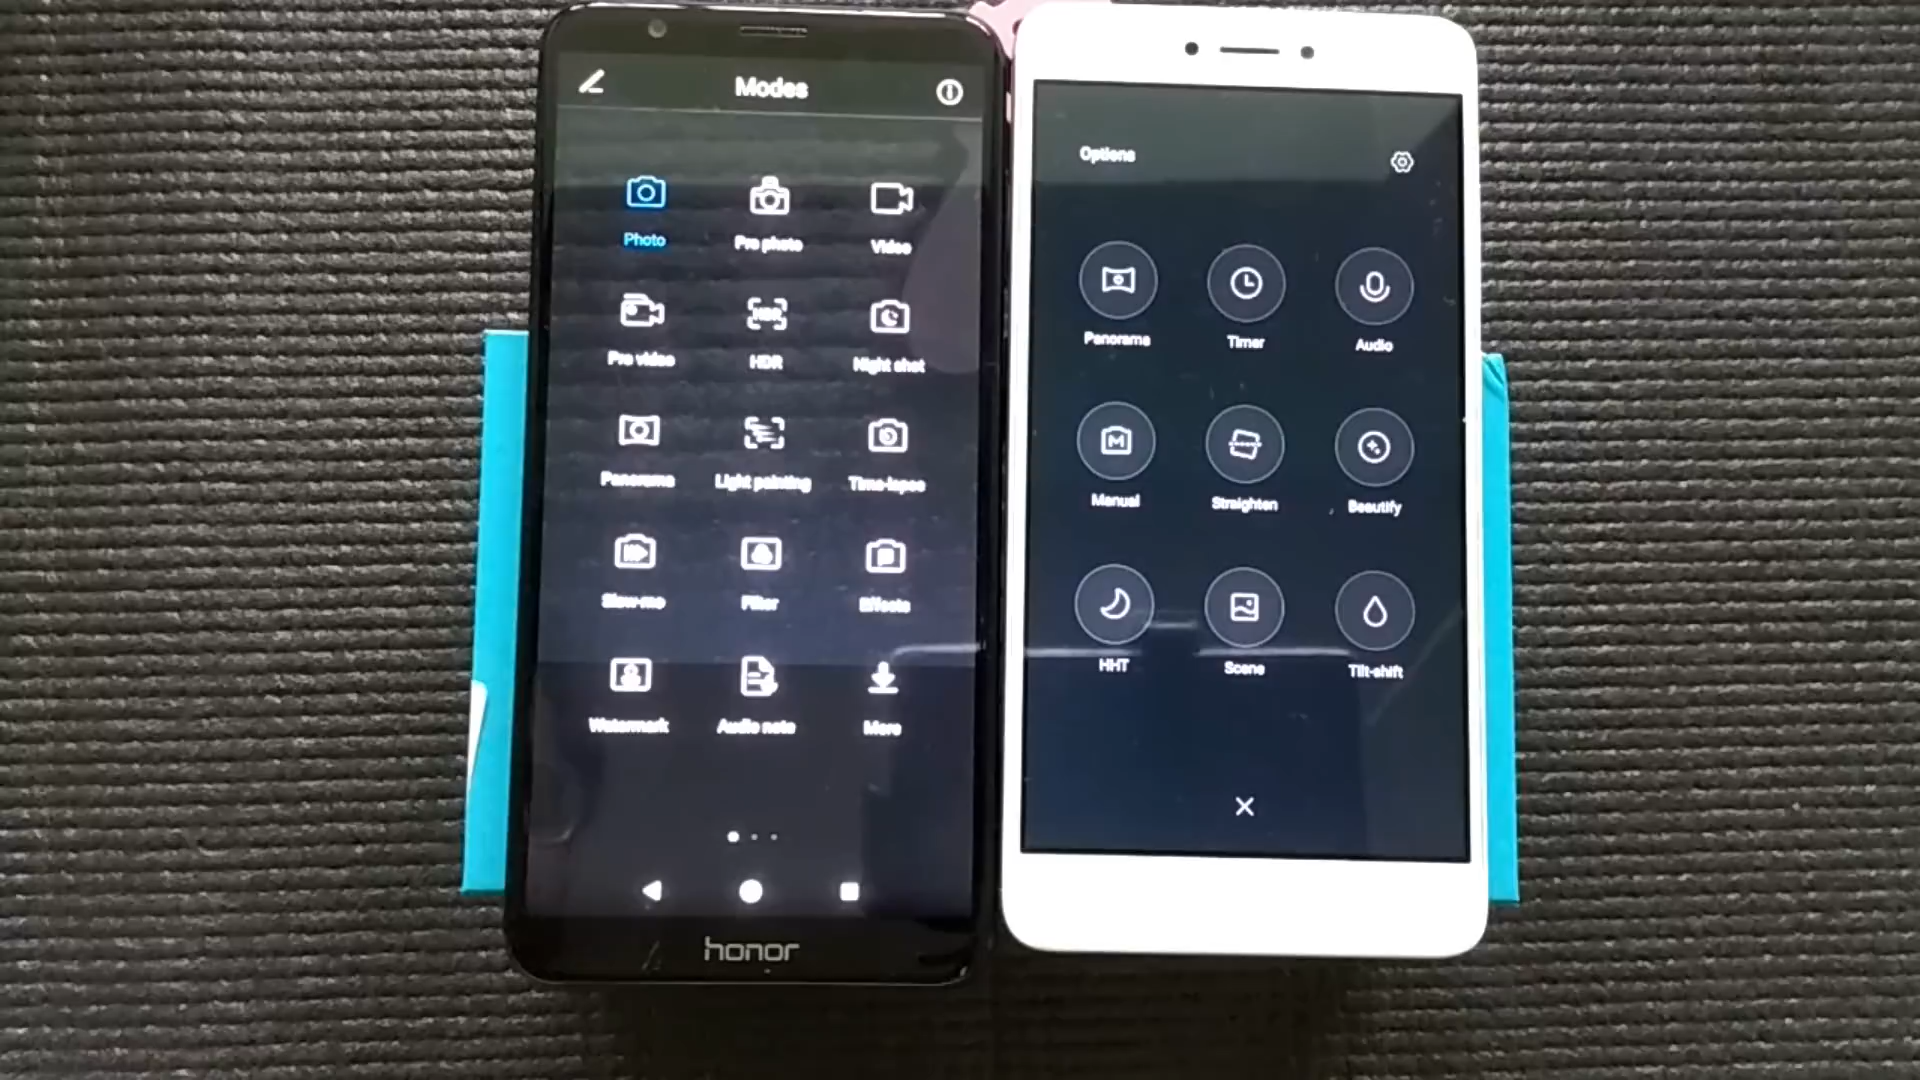 Modes
Photo
Pro photo
Video
Pro video
HDR
HDR
Night shot
Panorama
Light painting
Time-lapse
Slow-mo
Filter
Effects
Watermark
Audio note
More
honor
Options
Panorama
Timer
Audio
M
Manual
Straighten
Beautify
HHT
Scene
Tilt-shift